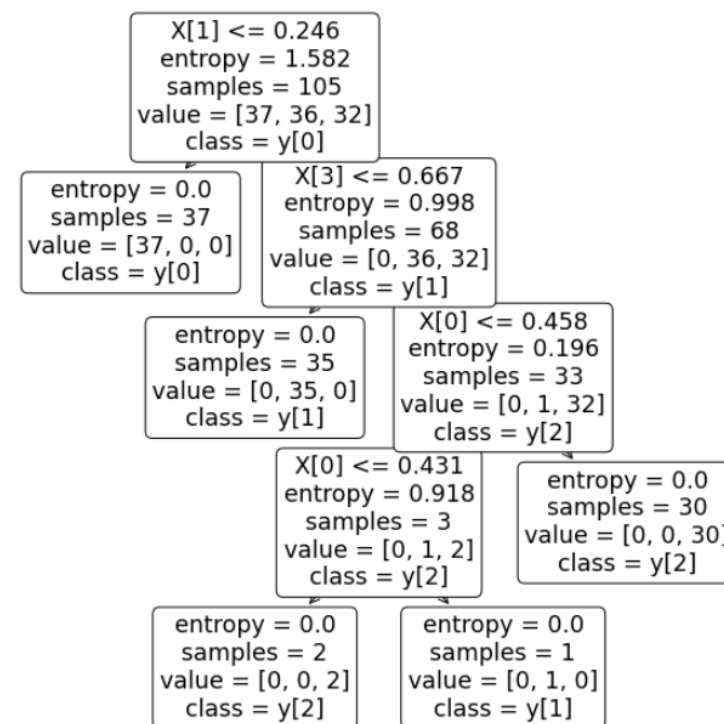 X[1] <= 0.246
entropy = 1.582
samples = 105
value = [37, 36, 32]
class = y[0]
entropy = 0.0
samples = 37
value = [37, 0, 0]
class = y[0]
X[3] <= 0.667
entropy = 0.998
samples = 68
value = [0, 36, 32]
class = y[1]
entropy = 0.0
samples = 35
value = [0, 35, 0]
class = y[1]
X[0] <= 0.458
entropy = 0.196
samples = 33
value = [0, 1, 32]
class = y[2]
X[0] <= 0.431
entropy = 0.918
samples = 3
value = [0, 1, 2]
class = y[2]
entropy = 0.0
samples = 30
value = [0, 0, 30]
class = y[2]
entropy = 0.0
samples = 2
value = [0, 0, 2]
class = y[2]
entropy = 0.0
samples = 1
value = [0, 1, 0]
class = y[1]